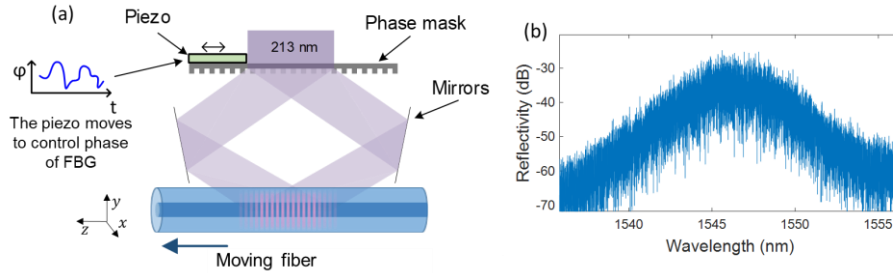 (a)
Piezo
213 nm
Phase mask
φ
t
Mirrors
The piezo moves
to control phase
of FBG
y
z
x
Moving fiber
(b)
Reflectivity (dB)
-30
-40
-50
-60
-70
1540
1545
1550
1555
Wavelength (nm)